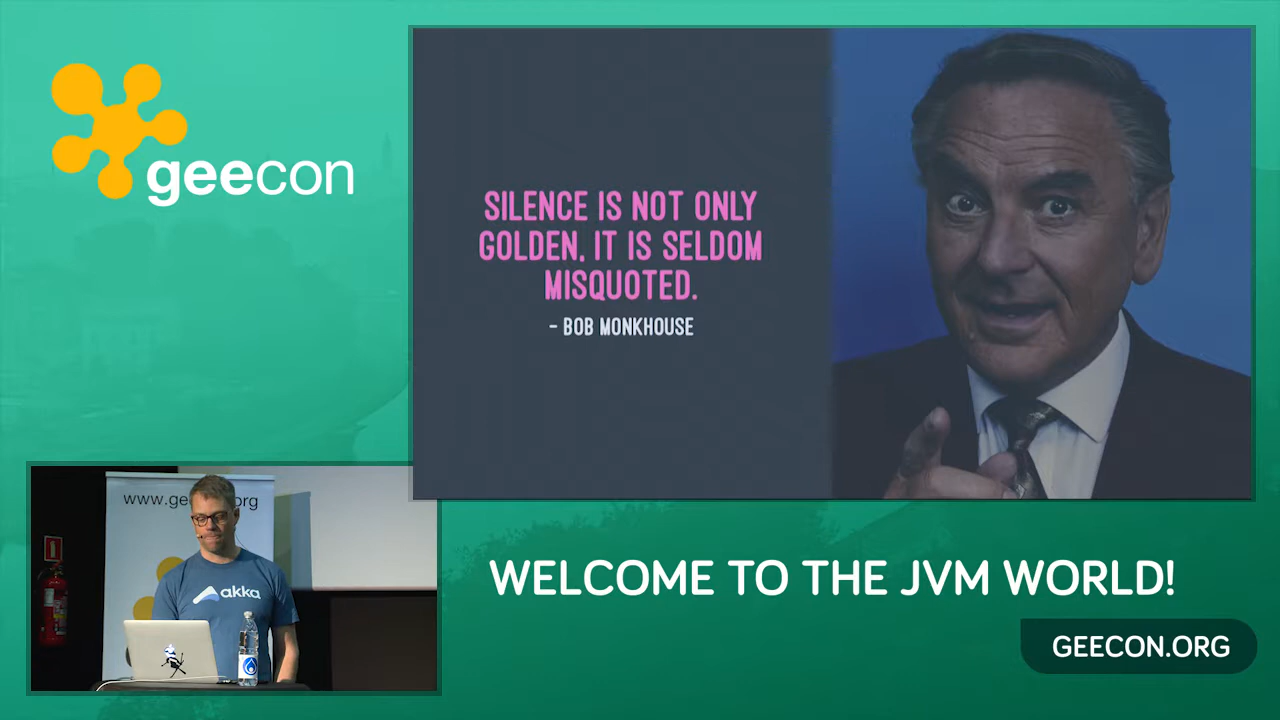 geecon
SILENCE IS NOT ONLY
GOLDEN, IT IS SELDOM
MISQUOTED.
- BOB MONKHOUSE
www.ge
org
akka
WELCOME TO THE JVM WORLD!
GEECON.ORG